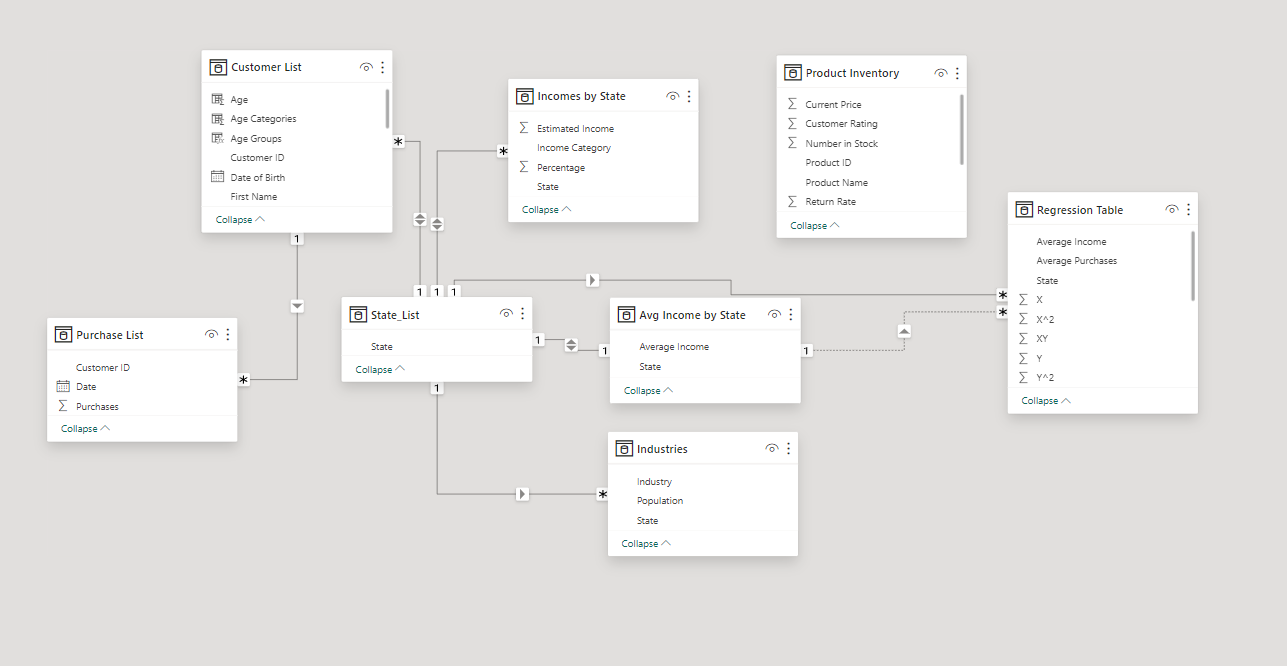 Customer List
Age
Age Categories
Age Groups
Customer ID
Date of Birth
First Name
Collapse
*
1
Incomes by State
Estimated Income
Income Category
Percentage
State
Collapse
*
Product Inventory
Current Price
Customer Rating
Number in Stock
Product ID
Product Name
Return Rate
Collapse
Regression Table
Average Income
Average Purchases
State
X
X^2
XY
Y
Y^2
Collapse
*
*
Purchase List
Customer ID
Date
Purchases
Collapse
*
1
1
1
State_List
State
Collapse
1
1
Avg Income by State
Average Income
State
Collapse
1
1
Industries
Industry
Population
State
Collapse
*